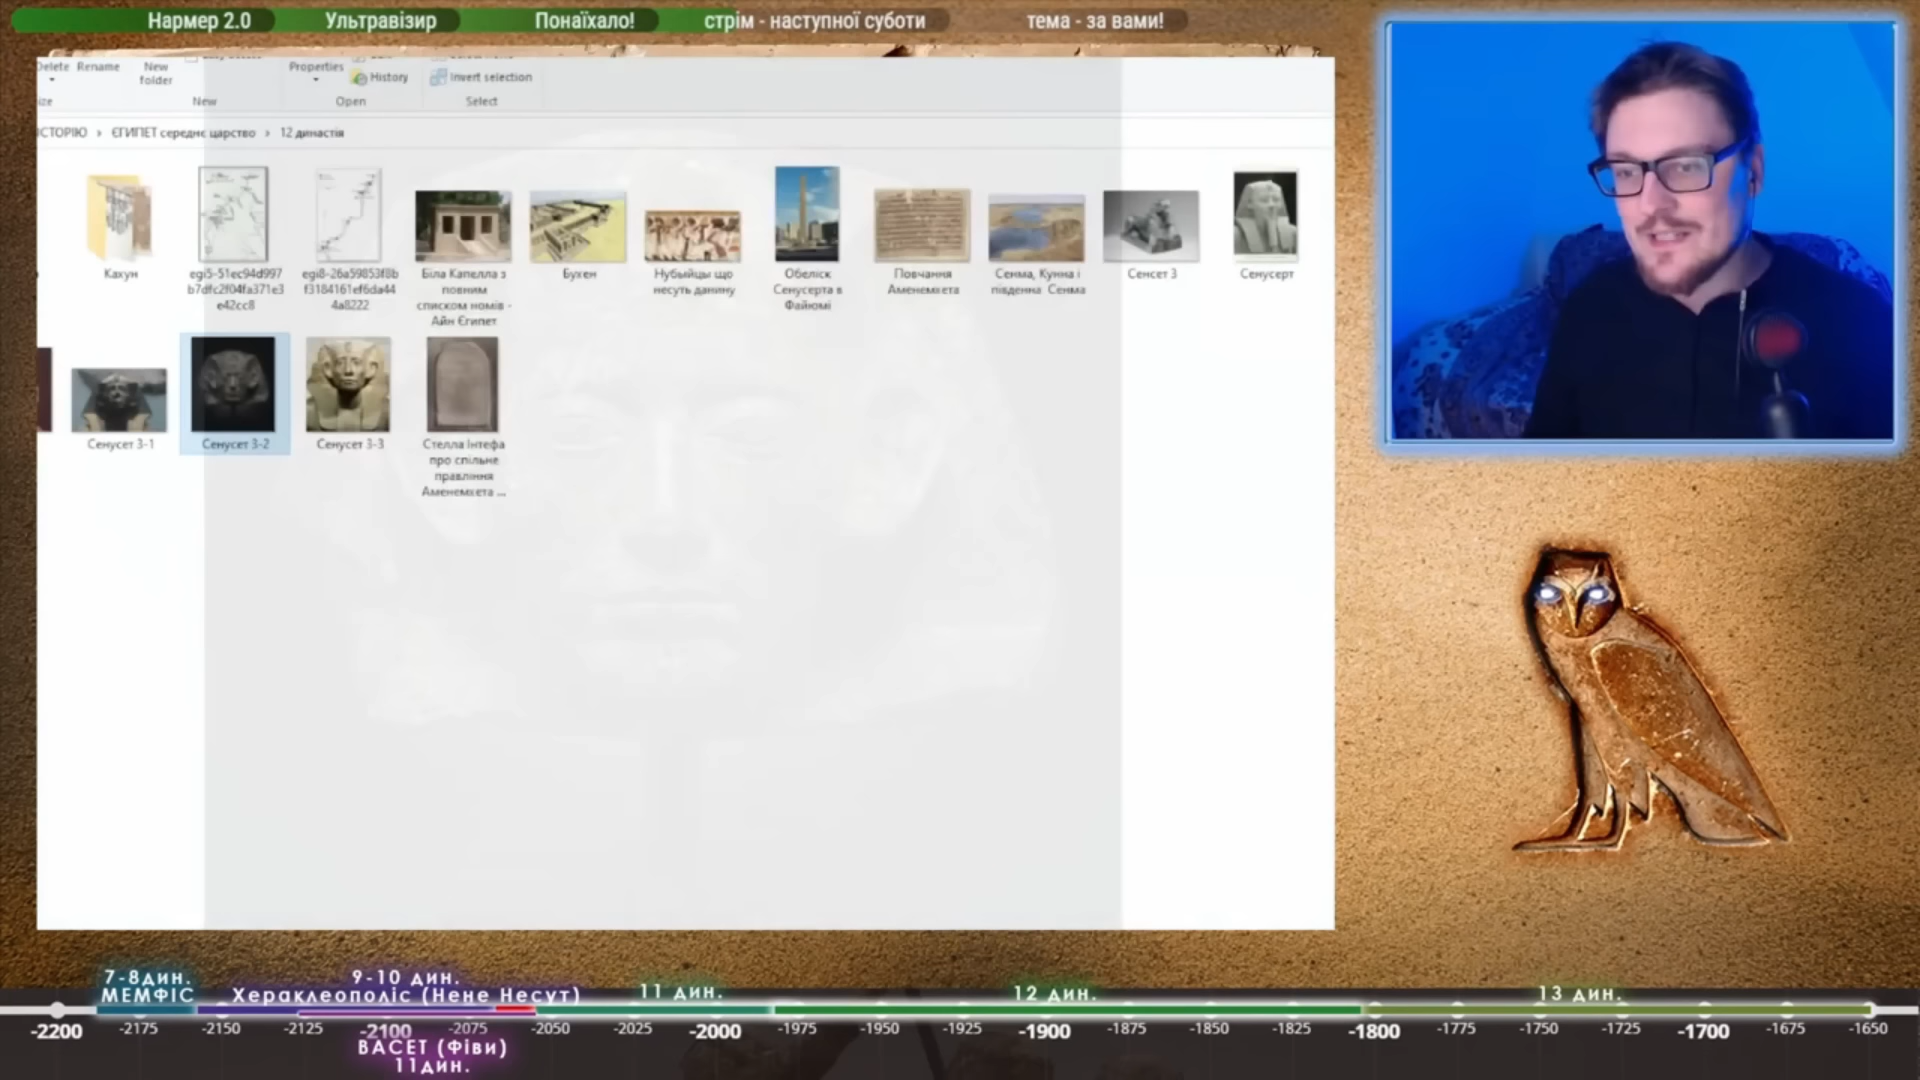 Нармер 2.0
Ультравізир
Понаїхало!
стрім - наступної суботи
тема - за вами!
Delete
Rename
New
folder
Properties
History
Invert selection
New
Open
Select
ІСТОРІЮ › ЄГИПЕТ середнє царство › 12 династія
Кахун
egi5-51ec94d997
b7dfc2f04fa371e3
e42cc8
egi8-26a59853f8b
f3184161ef6da44
4a8222
Біла Капелла з
повним
списком номів -
Айн Єгипет
Бухен
Нубыйцы що
несуть данину
Обеліск
Сенусерта в
Файюмі
Повчання
Аменемхета
Семма, Кумма і
південна Семма
Сенсет 3
Сенусерт
Сенусет 3-1
Сенусет 3-2
Сенусет 3-3
Стелла Інтефа
про спільне
правління
Аменемхета ...
7-8дин.
МЕМФІС
9-10 дин.
Хераклеополіс (Нене Несут)
11 дин.
12 дин.
13 дин.
-2200 -2175 -2150 -2125 -2100 -2075 -2050 -2025 -2000 -1975 -1950 -1925 -1900 -1875 -1850 -1825 -1800 -1775 -1750 -1725 -1700 -1675 -1650
ВАСЕТ (Фіви)
11дин.